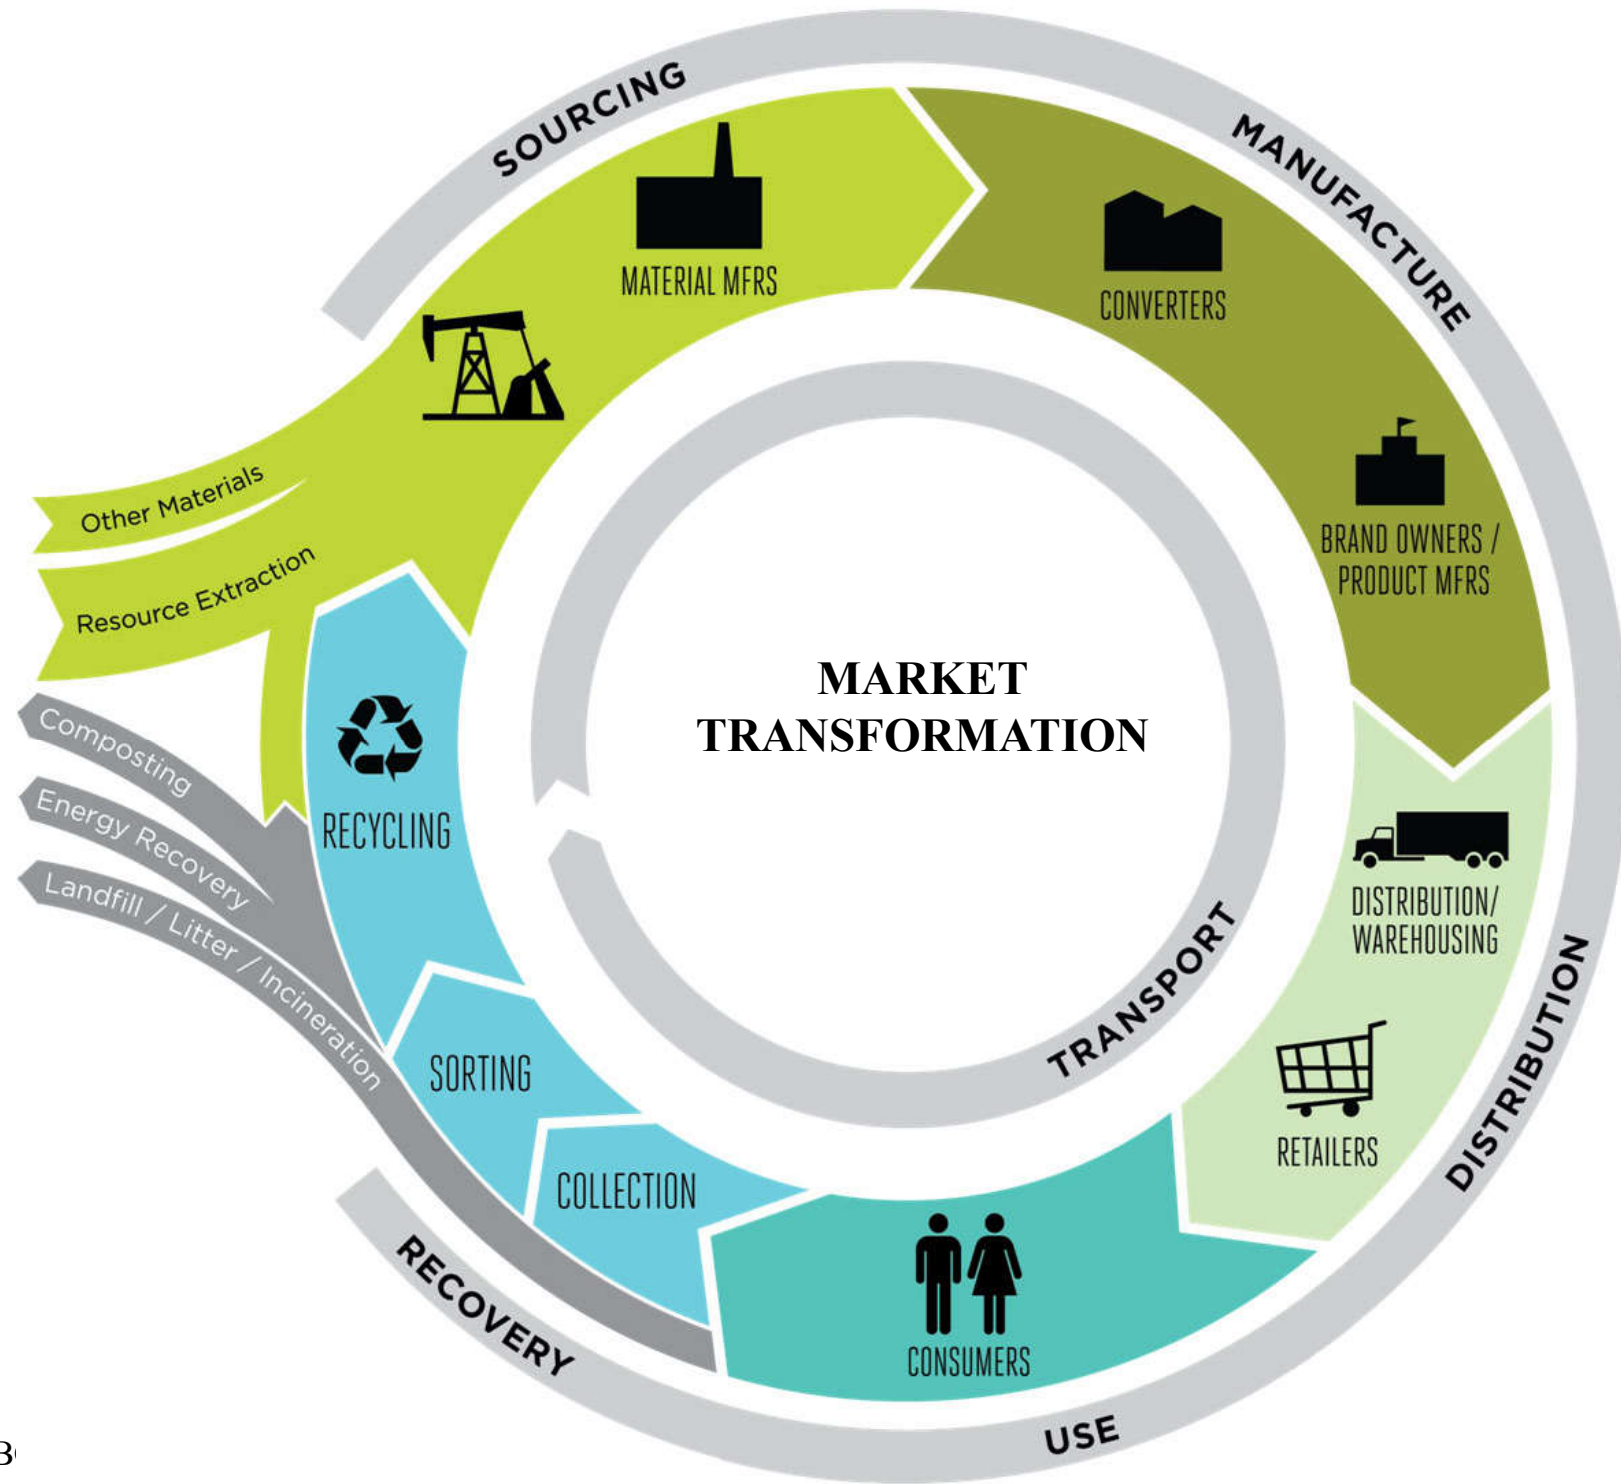 SOURCING
MANUFACTURE
MATERIAL MFRS
CONVERTERS
Other Materials
Resource Extraction
BRAND OWNERS /
PRODUCT MFRS
MARKET
TRANSFORMATION
Composting
Energy Recovery
Landfill / Litter / Incineration
RECYCLING
DISTRIBUTION/
WAREHOUSING
TRANSPORT
DISTRIBUTION
SORTING
RETAILERS
COLLECTION
RECOVERY
CONSUMERS
USE